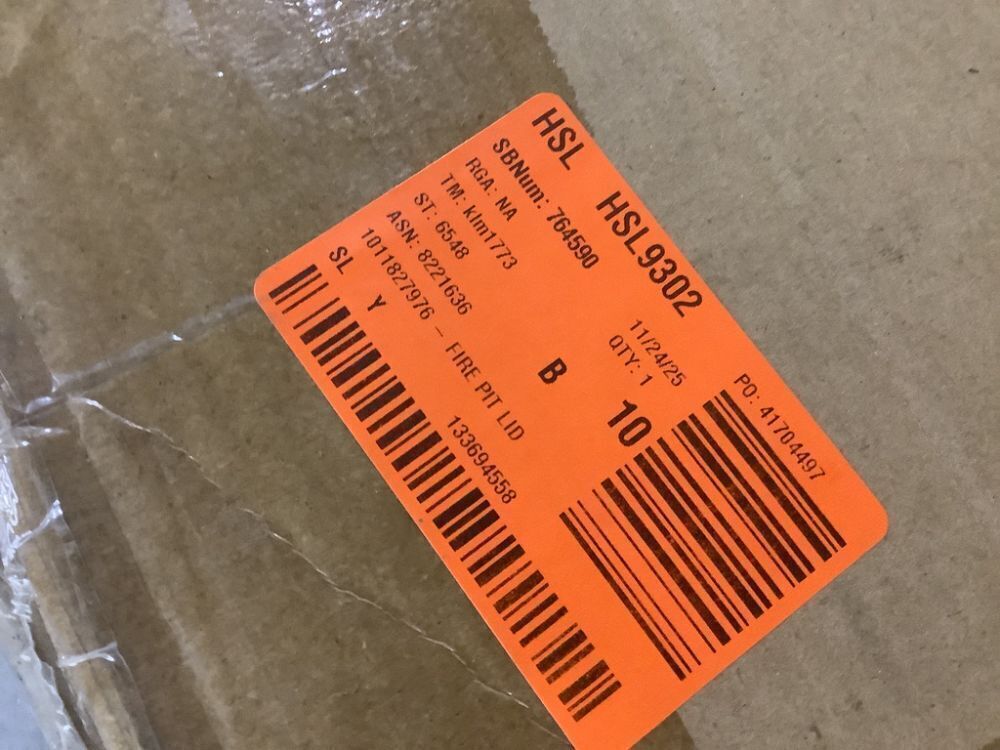 HSL HSL9302
SBNum: 764590
RGA: NA
11/24/25
PO: 41704497
TM: klm1773
QTY: 1
ST: 6548
ASN: 8221636
B 10
1011827976 - FIRE PIT LID
SL Y
133694558